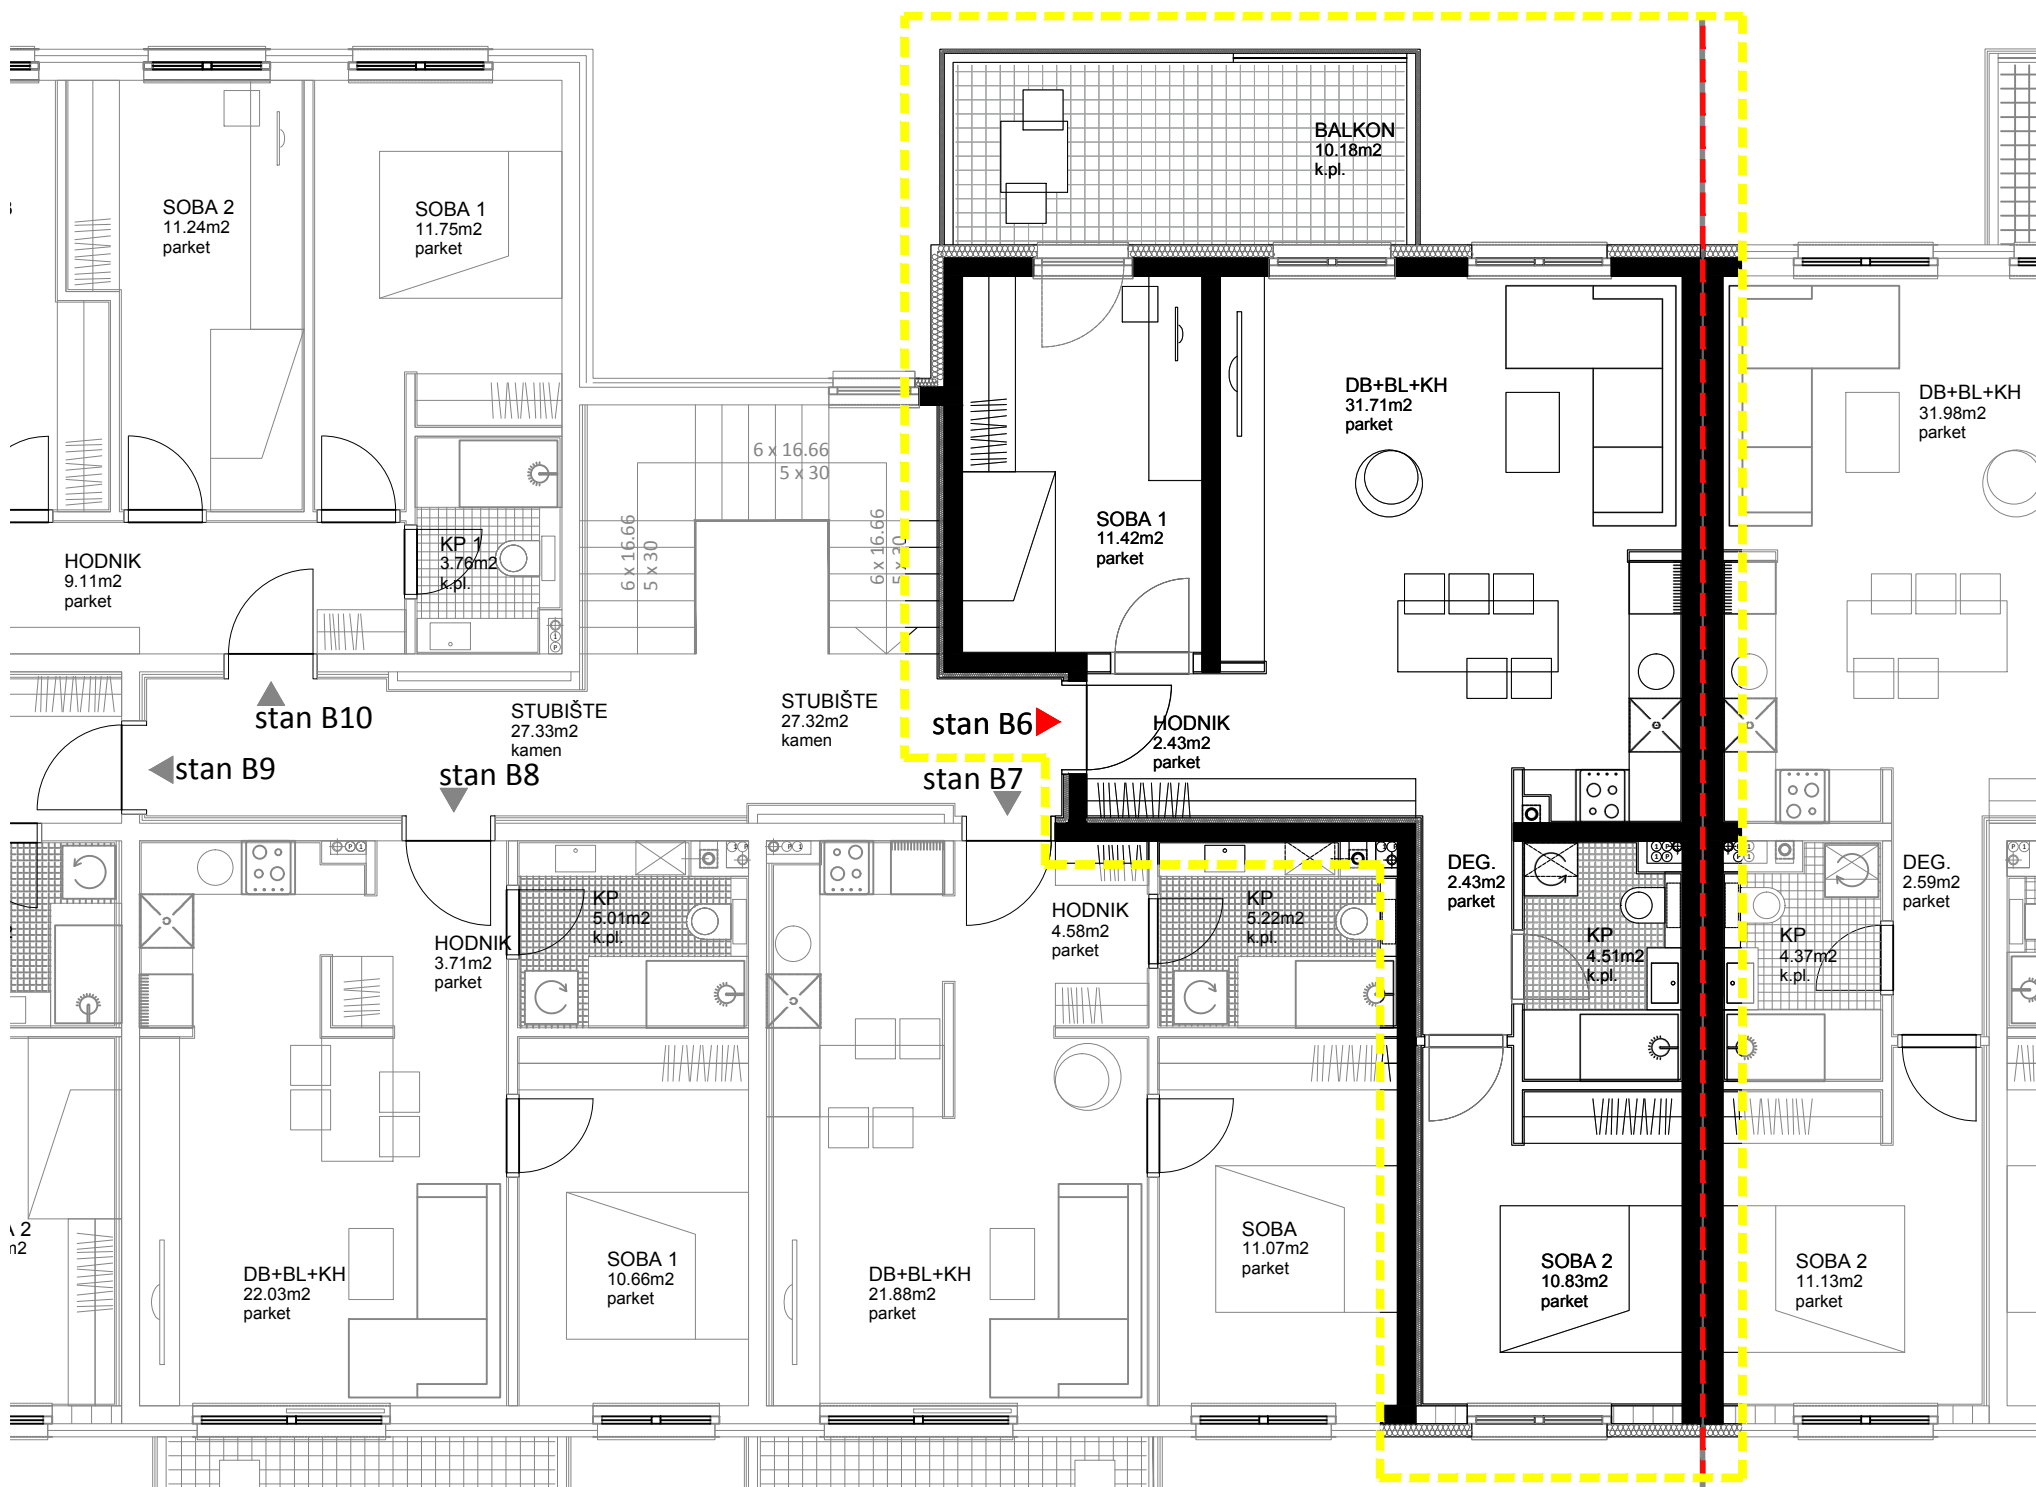 BALKON
10.18m2
k.pl.
SOBA 2
11.24m2
parket
SOBA 1
11.75m2
parket
DB+BL+KH
31.71m2
parket
DB+BL+KH
31.98m2
parket
6 x 16.66
5 x 30
6 x 16.66
5 x 30
6 x 16.66
5 x 30
SOBA 1
11.42m2
parket
HODNIK
9.11m2
parket
KP 1
3.76m2
k.pl.
stan B10
STUBIŠTE
27.33m2
kamen
STUBIŠTE
27.32m2
kamen
stan B6
HODNIK
2.43m2
parket
stan B9
stan B8
stan B7
DEG.
2.43m2
parket
DEG.
2.59m2
parket
KP
5.01m2
k.pl.
HODNIK
3.71m2
parket
HODNIK
4.58m2
parket
KP
5.22m2
k.pl.
KP
4.51m2
k.pl.
KP
4.37m2
k.pl.
2
m2
DB+BL+KH
22.03m2
parket
SOBA 1
10.66m2
parket
DB+BL+KH
21.88m2
parket
SOBA
11.07m2
parket
SOBA 2
10.83m2
parket
SOBA 2
11.13m2
parket